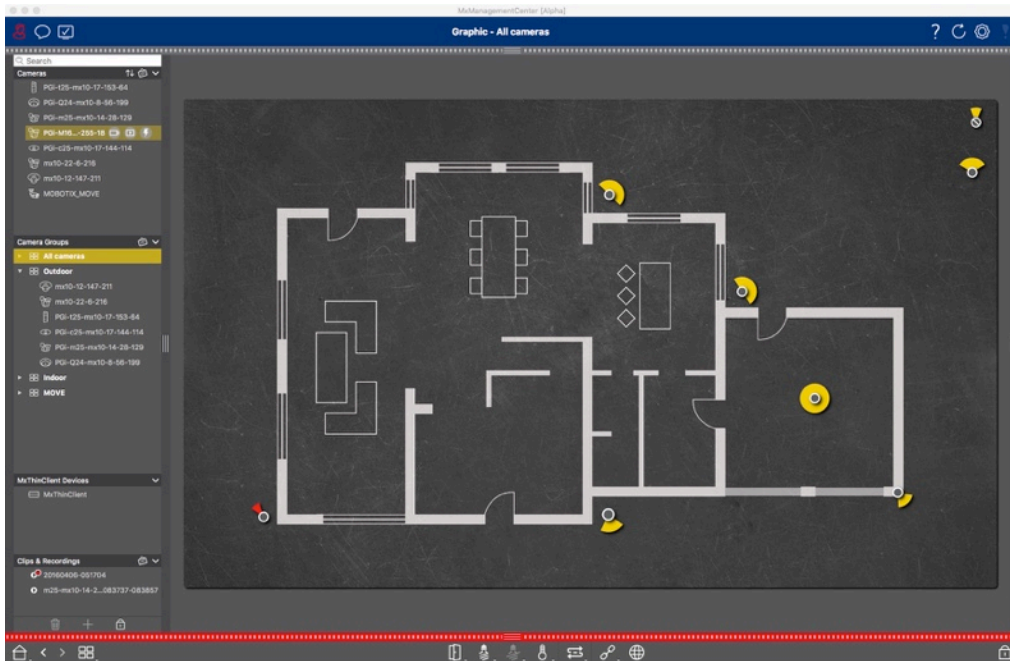 MxManagementCenter [Alpha]
Graphic - All cameras
Search
Cameras
PGi-t25-mx10-17-153-64
PGi-Q24-mx10-8-56-199
PGi-m25-mx10-14-28-129
PGi-M16...-255-18
PGi-c25-mx10-17-144-114
mx10-22-6-216
mx10-12-147-211
MOBOTIX_MOVE
Camera Groups
All cameras
Outdoor
mx10-12-147-211
mx10-22-6-216
PGi-t25-mx10-17-153-64
PGi-c25-mx10-17-144-114
PGi-m25-mx10-14-28-129
PGi-Q24-mx10-8-56-199
Indoor
MOVE
MxThinClient Devices
MxThinClient
Clips & Recordings
20160406-051704
m25-mx10-14-2...083737-083857